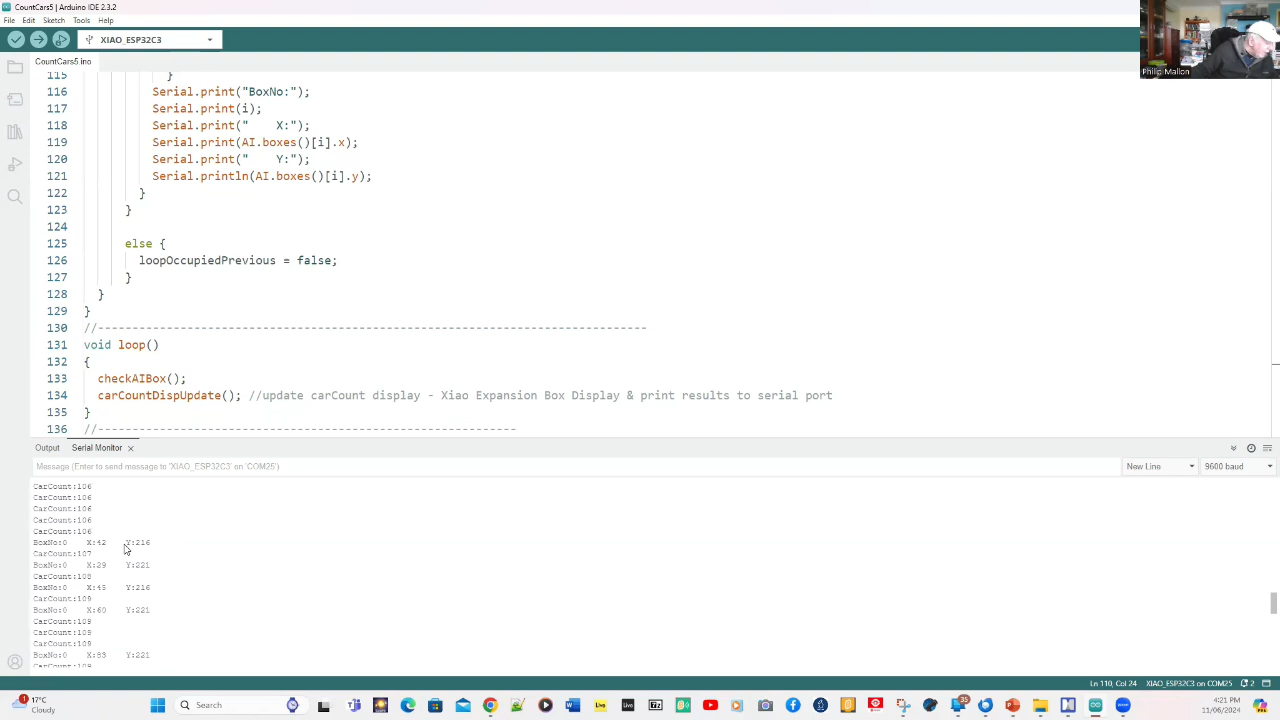 CountCars5 | Arduino IDE 2.3.2
File Edit Sketch Tools Help
XIAO_ESP32C3
CountCars5.ino
115 }
116 Serial.print("BoxNo:");
117 Serial.print(i);
118 Serial.print("    X:");
119 Serial.print(AI.boxes()[i].x);
120 Serial.print("    Y:");
121 Serial.println(AI.boxes()[i].y);
122 }
123 }
124
125 else {
126 loopOccupiedPrevious = false;
127 }
128 }
129 }
130 //--------------------------------------------------------------------------------
131 void loop()
132 {
133 checkAIBox();
134 carCountDispUpdate(); //update carCount display - Xiao Expansion Box Display & print results to serial port
135 }
136 //-------------------------------------------------------------
Philip Mallon
Output Serial Monitor
Message (Enter to send message to 'XIAO_ESP32C3' on 'COM25')
New Line 9600 baud
CarCount:106
CarCount:106
CarCount:106
CarCount:106
CarCount:106
BoxNo:0 X:42 Y:216
CarCount:107
BoxNo:0 X:29 Y:221
CarCount:108
BoxNo:0 X:45 Y:216
CarCount:109
BoxNo:0 X:60 Y:221
CarCount:109
CarCount:109
CarCount:109
BoxNo:0 X:83 Y:221
CarCount:109
Ln 110, Col 24 XIAO_ESP32C3 on COM25 2
1
17°C
Cloudy
Search
35
4:21 PM
11/06/2024